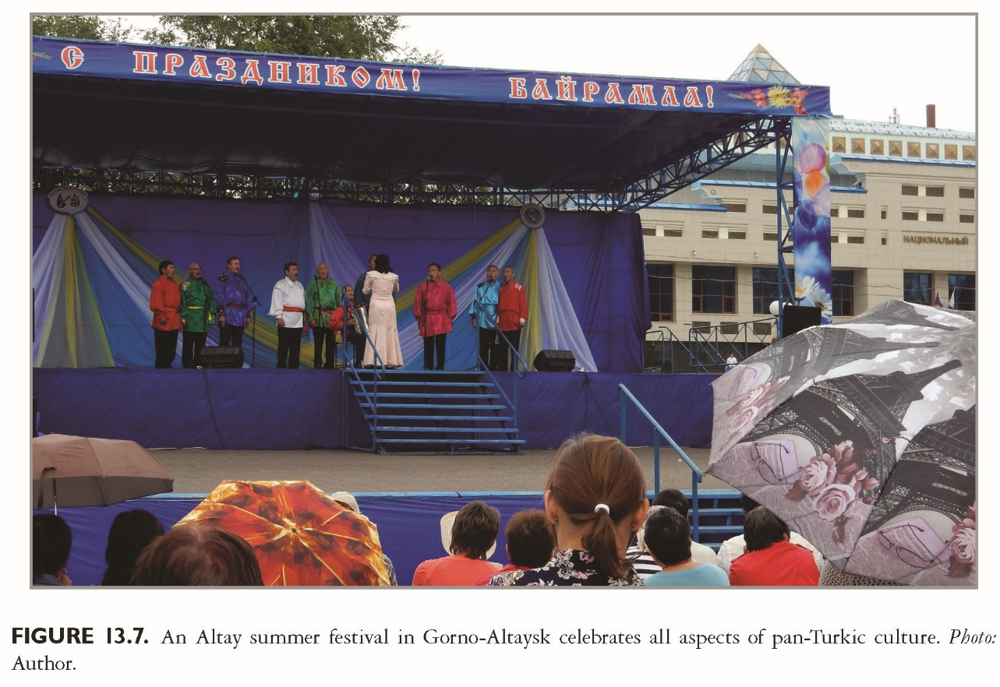 С ПРАЗДНИКОМ! БАЙРАМЛА!
НАЦИОНАЛЬНЫЙ
FIGURE 13.7. An Altay summer festival in Gorno-Altaysk celebrates all aspects of pan-Turkic culture. Photo:
Author.